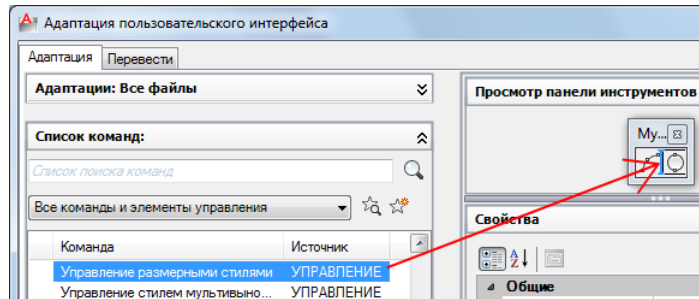 Адаптация пользовательского интерфейса
Адаптация Перевести
Адаптации: Все файлы
Список команд:
Список поиска команд
Все команды и элементы управления
Команда Источник
Управление размерными стилями УПРАВЛЕНИЕ
Управление стилем мультивыно... УПРАВЛЕНИЕ
Просмотр панели инструментов
My...
Свойства
Общие